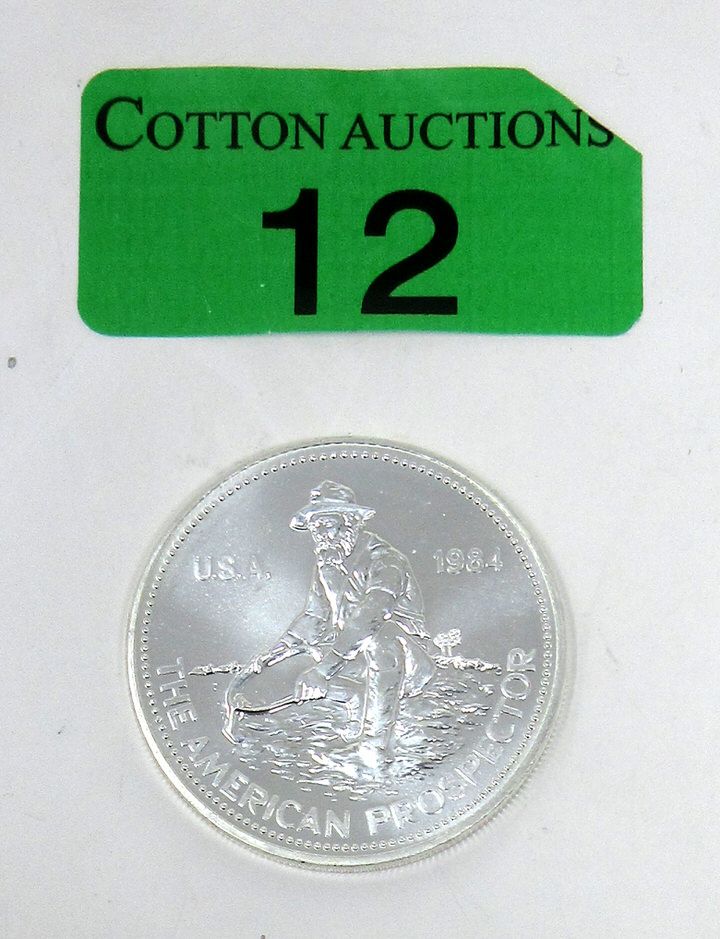 COTTON AUCTIONS
12
U.S.A. 1984
THE AMERICAN PROSPECTOR